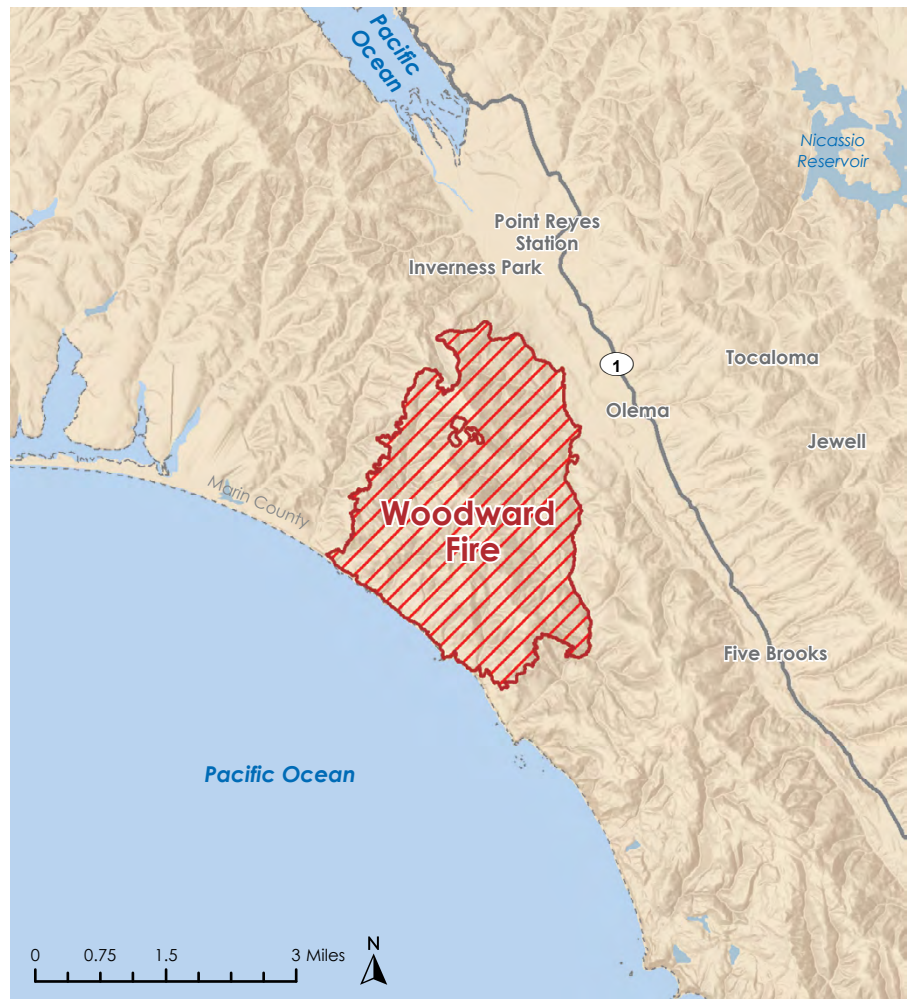 Pacific
Ocean
Nicassio
Reservoir
Point Reyes
Station
Inverness Park
1
Tocaloma
Olema
Jewell
Marin County
Woodward
Fire
Five Brooks
Pacific Ocean
0 0.75 1.5 3 Miles
N